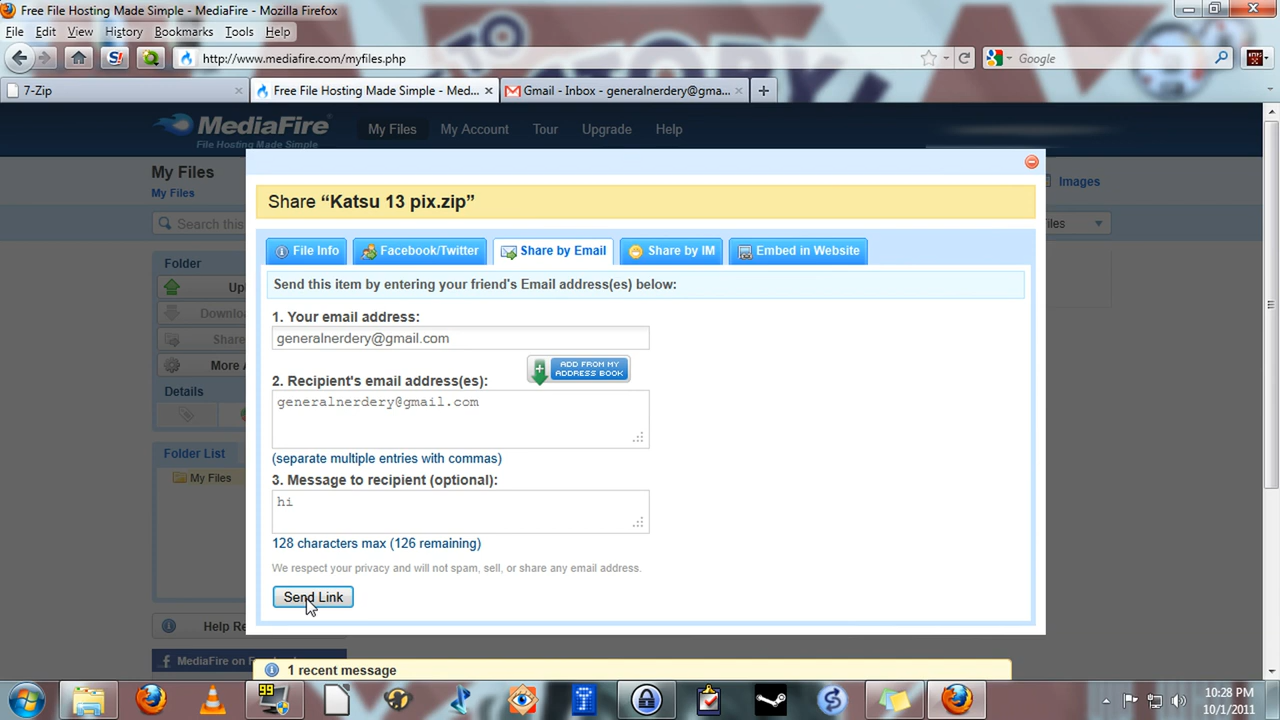 Free File Hosting Made Simple - MediaFire - Mozilla Firefox
File Edit View History Bookmarks Tools Help
http://www.mediafire.com/myfiles.php
Google
7-Zip
Free File Hosting Made Simple - Med...
Gmail - Inbox - generalnerdery@gma...
MediaFire
File Hosting Made Simple
My Files My Account Tour Upgrade Help
My Files
My Files
Images
Search this
Folder
Details
More A
Folder List
My Files
Share “Katsu 13 pix.zip”
File Info
Facebook/Twitter
Share by Email
Share by IM
Embed in Website
Send this item by entering your friend's Email address(es) below:
1. Your email address:
generalnerdery@gmail.com
ADD FROM MY
ADDRESS BOOK
2. Recipient's email address(es):
generalnerdery@gmail.com
(separate multiple entries with commas)
3. Message to recipient (optional):
hi
128 characters max (126 remaining)
We respect your privacy and will not spam, sell, or share any email address.
Send Link
Help Re
MediaFire on
1 recent message
99
10:28 PM
10/1/2011